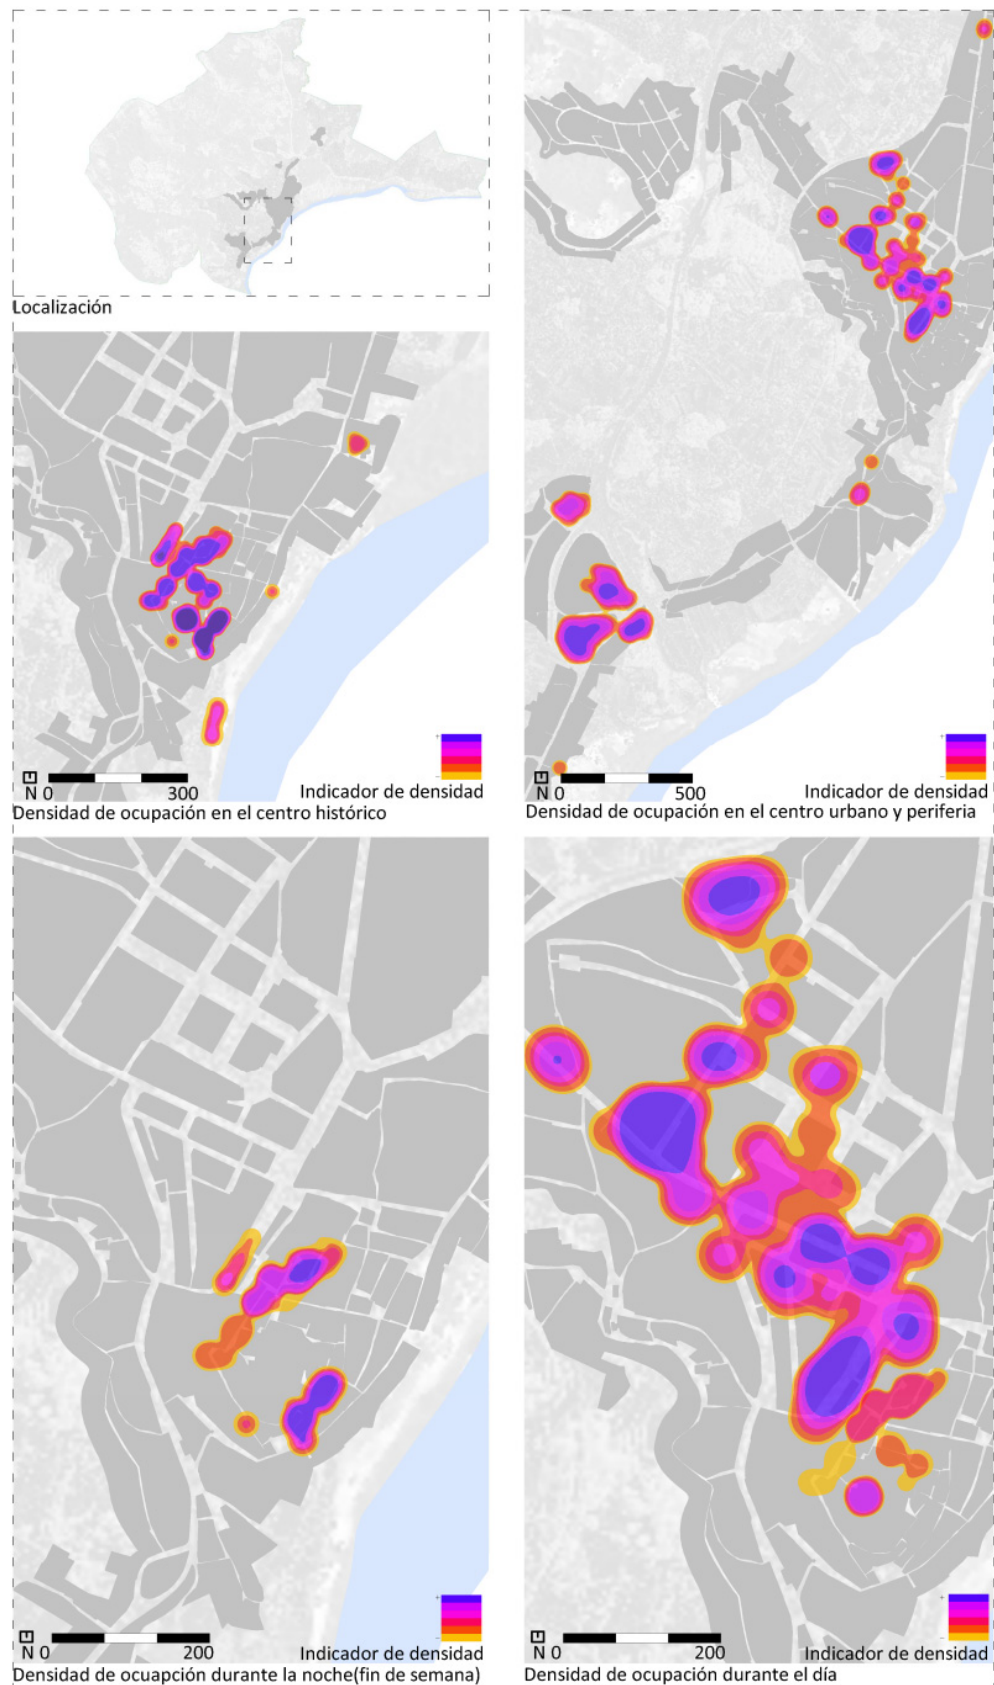 Localización
+
-
Indicador de densidad
N 0 300
Densidad de ocupación en el centro histórico
+
-
Indicador de densidad
N 0 500
Densidad de ocupación en el centro urbano y periferia
+
-
Indicador de densidad
N 0 200
Densidad de ocuapción durante la noche(fin de semana)
+
-
Indicador de densidad
N 0 200
Densidad de ocupación durante el día